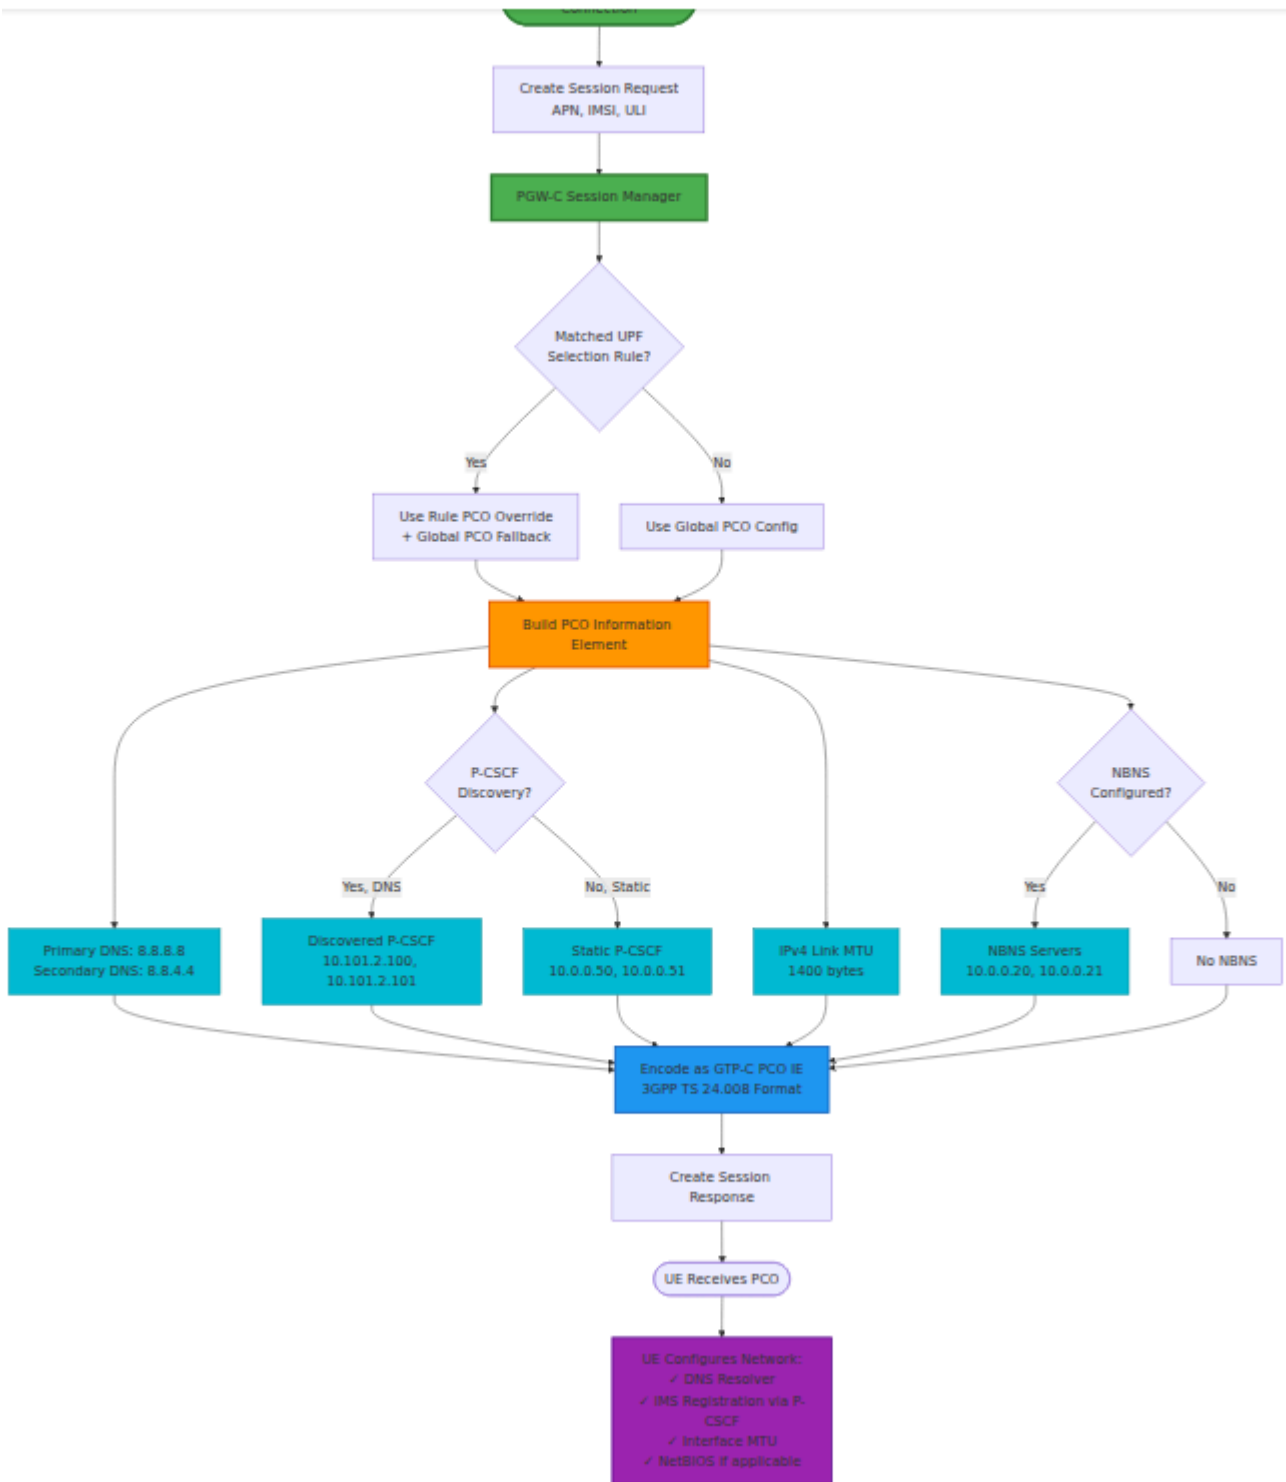 Connection
Create Session Request
APN, IMSI, ULI
PGW-C Session Manager
Matched UPF
Selection Rule?
Yes
No
Use Rule PCO Override
+ Global PCO Fallback
Use Global PCO Config
Build PCO Information
Element
P-CSCF
Discovery?
NBNS
Configured?
Yes, DNS
No, Static
Yes
No
Primary DNS: 8.8.8.8
Secondary DNS: 8.8.4.4
Discovered P-CSCF
10.101.2.100,
10.101.2.101
Static P-CSCF
10.0.0.50, 10.0.0.51
IPv4 Link MTU
1400 bytes
NBNS Servers
10.0.0.20, 10.0.0.21
No NBNS
Encode as GTP-C PCO IE
3GPP TS 24.008 Format
Create Session
Response
UE Receives PCO
UE Configures Network:
✓ DNS Resolver
✓ IMS Registration via P-
CSCF
✓ Interface MTU
✓ NetBIOS if applicable